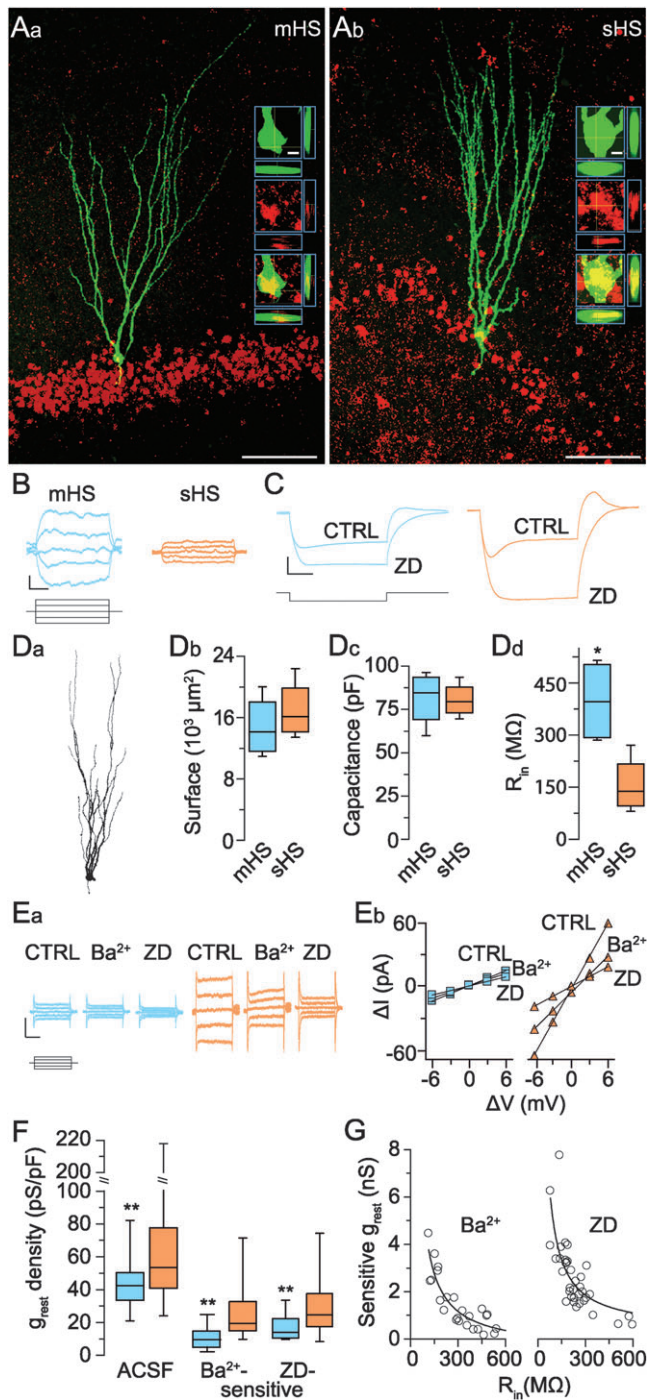 Aa mHS
Ab sHS
B mHS sHS
C CTRL ZD CTRL ZD
Da
Db
Surface (10³ µm²)
24
16
8
0
mHS sHS
Dc
Capacitance (pF)
100
75
50
25
0
mHS sHS
Dd
Rin (MΩ)
*
450
300
150
0
mHS sHS
Ea
CTRL Ba²⁺ ZD CTRL Ba²⁺ ZD
Eb
ΔI (pA)
60
0
-60
CTRL
Ba²⁺
ZD
CTRL
Ba²⁺
ZD
-6 0 6 -6 0 6
ΔV (mV)
F
grest density (pS/pF)
220
200
100
80
60
40
20
0
** ** **
ACSF Ba²⁺- ZD-
sensitive
G
Sensitive grest (nS)
8
6
4
2
0
Ba²⁺ ZD
0 300 600 0 300 600
Rin(MΩ)